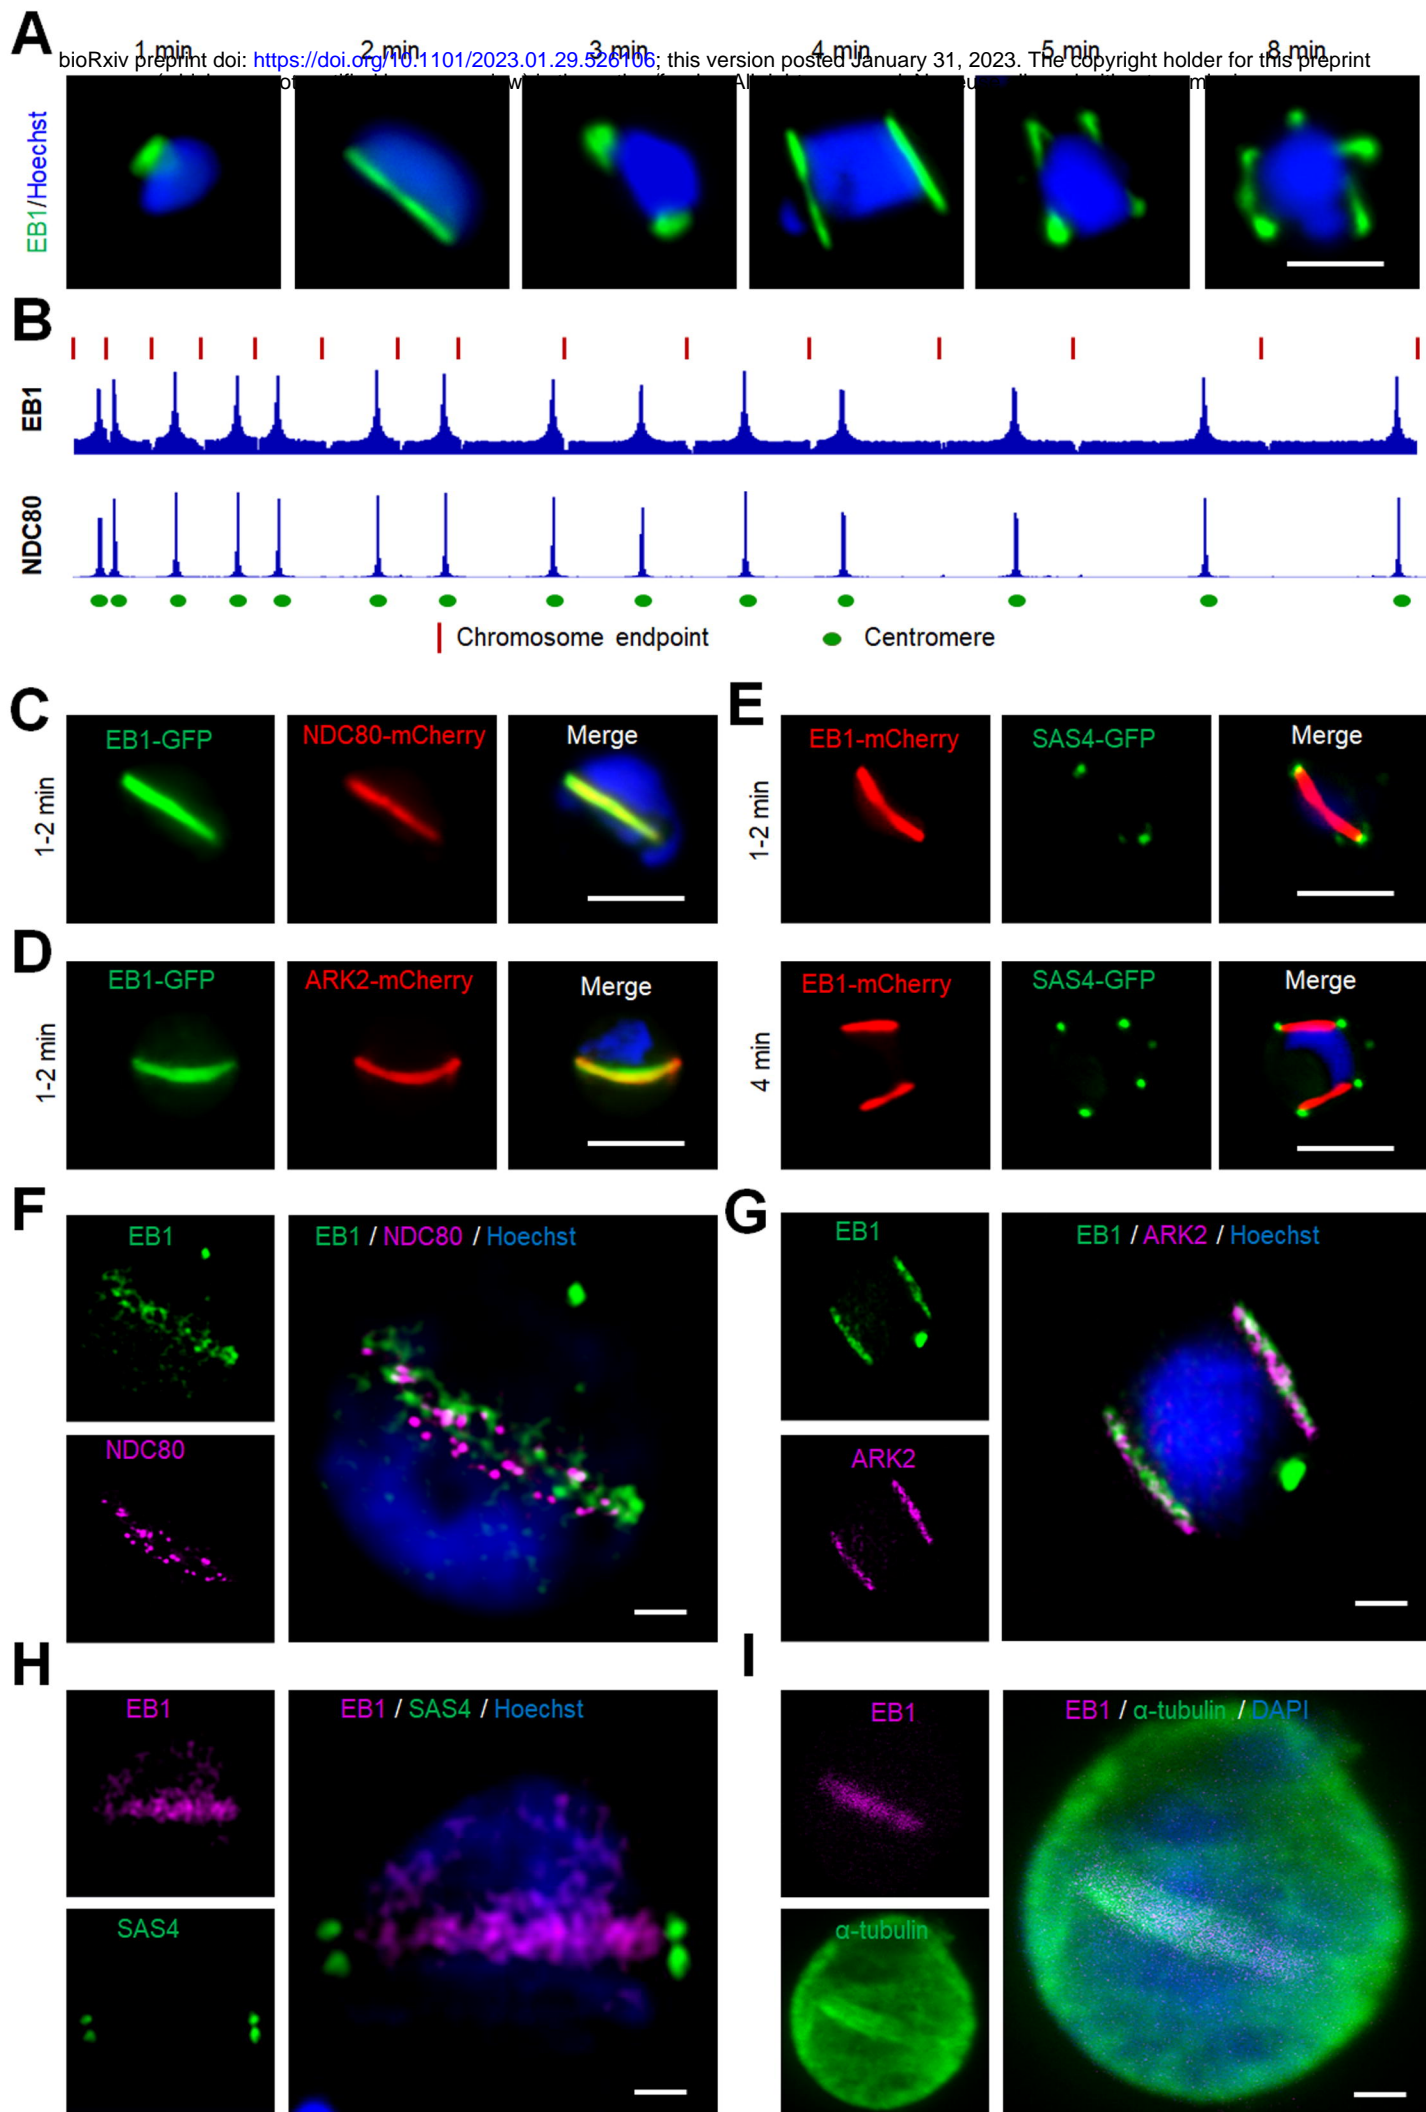 A
1 min 2 min 3 min 4 min 5 min 8 min
bioRxiv preprint doi: https://doi.org/10.1101/2023.01.29.526106; this version posted January 31, 2023. The copyright holder for this preprint
EB1/Hoechst
B
EB1
NDC80
Chromosome endpoint
Centromere
C
1-2 min
EB1-GFP
NDC80-mCherry
Merge
E
1-2 min
EB1-mCherry
SAS4-GFP
Merge
D
1-2 min
EB1-GFP
ARK2-mCherry
Merge
4 min
EB1-mCherry
SAS4-GFP
Merge
F
EB1
EB1 / NDC80 / Hoechst
NDC80
G
EB1
EB1 / ARK2 / Hoechst
ARK2
H
EB1
EB1 / SAS4 / Hoechst
SAS4
I
EB1
EB1 / α-tubulin / DAPI
α-tubulin